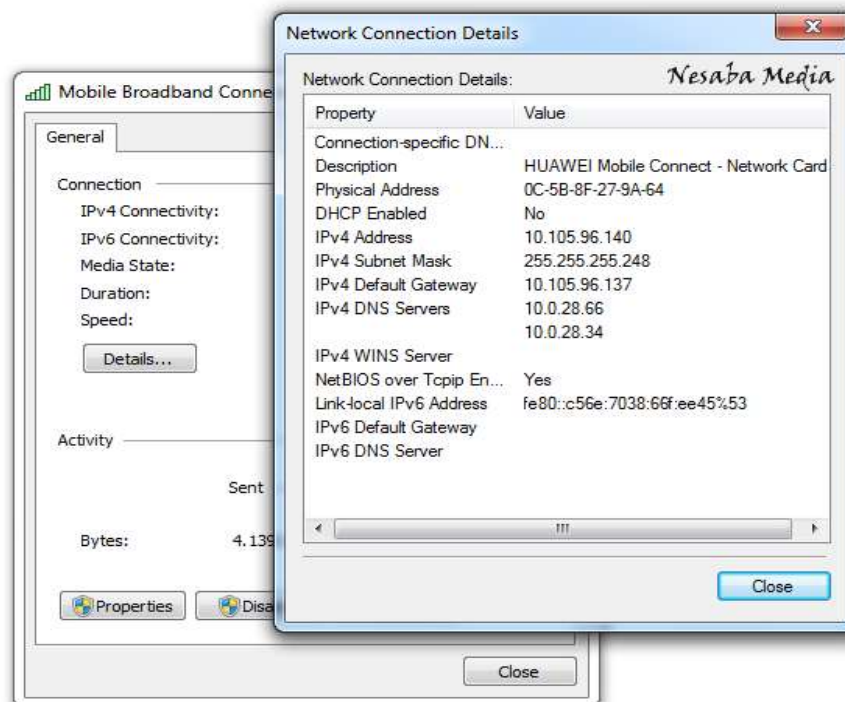 Network Connection Details
Network Connection Details:
Nesaba Media
Property Value
Connection-specific DN...
Description HUAWEI Mobile Connect - Network Card
Physical Address 0C-5B-8F-27-9A-64
DHCP Enabled No
IPv4 Address 10.105.96.140
IPv4 Subnet Mask 255.255.255.248
IPv4 Default Gateway 10.105.96.137
IPv4 DNS Servers 10.0.28.66
10.0.28.34
IPv4 WINS Server
NetBIOS over Tcpip En... Yes
Link-local IPv6 Address fe80::c56e:7038:66f:ee45%53
IPv6 Default Gateway
IPv6 DNS Server
Close
Mobile Broadband Conne
General
Connection
IPv4 Connectivity:
IPv6 Connectivity:
Media State:
Duration:
Speed:
Details...
Activity
Sent
Bytes: 4.139
Properties Disa
Close